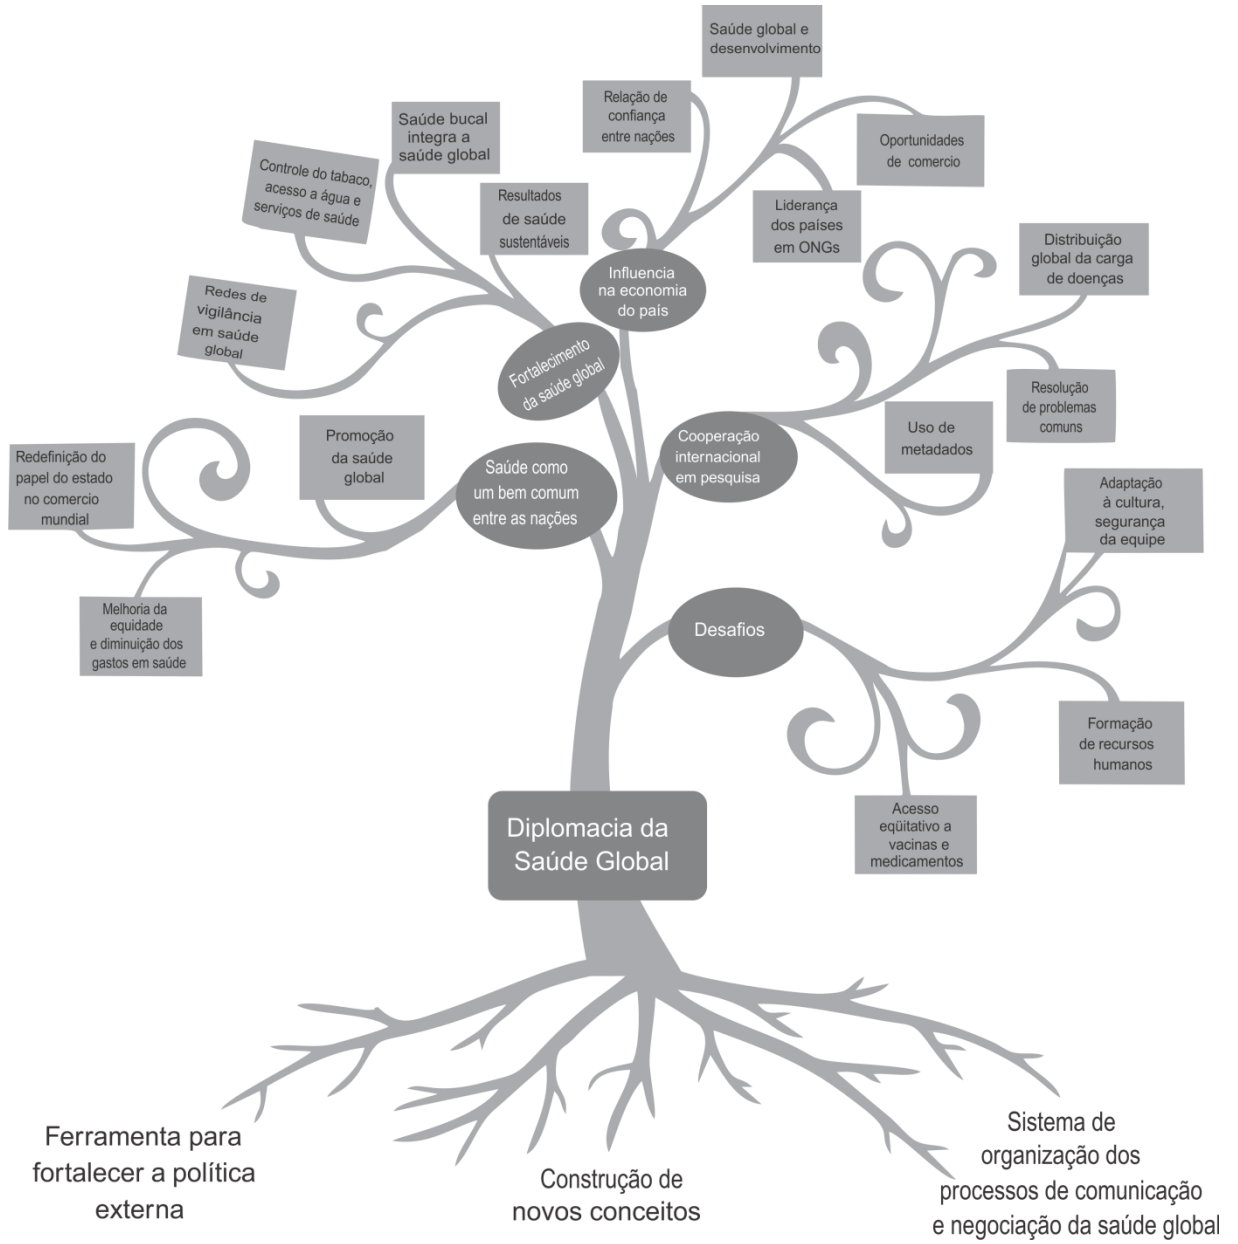 Saúde global e
desenvolvimento
Relação de
confiança
entre nações
Oportunidades
de comercio
Liderança
dos países
em ONGs
Influencia
na economia
do país
Saúde bucal
integra a
saúde global
Controle do tabaco,
acesso a água e
serviços de saúde
Resultados
de saúde
sustentáveis
Redes de
vigilância
em saúde
global
Fortalecimento
da saúde global
Distribuição
global da carga
de doenças
Resolução
de problemas
comuns
Uso de
metadados
Cooperação
internacional
em pesquisa
Redefinição do
papel do estado
no comercio
mundial
Promoção
da saúde
global
Saúde como
um bem comum
entre as nações
Melhoria da
equidade
e diminuição dos
gastos em saúde
Adaptação
à cultura,
segurança
da equipe
Desafios
Formação
de recursos
humanos
Acesso
eqüitativo a
vacinas e
medicamentos
Diplomacia da
Saúde Global
Ferramenta para
fortalecer a política
externa
Construção de
novos conceitos
Sistema de
organização dos
processos de comunicação
e negociação da saúde global